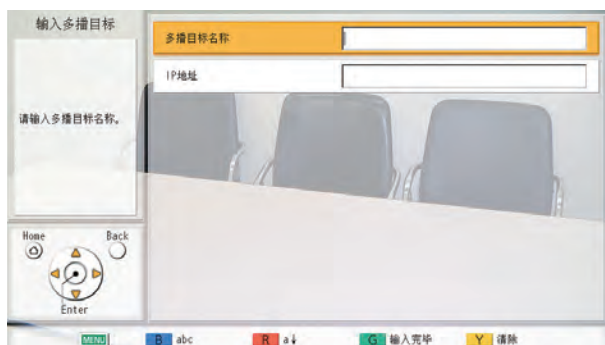 输入多播目标
多播目标名称
IP地址
请输入多播目标名称。
Home
Back
Enter
MENU
B abc
R a↓
G 输入完毕
Y 清除